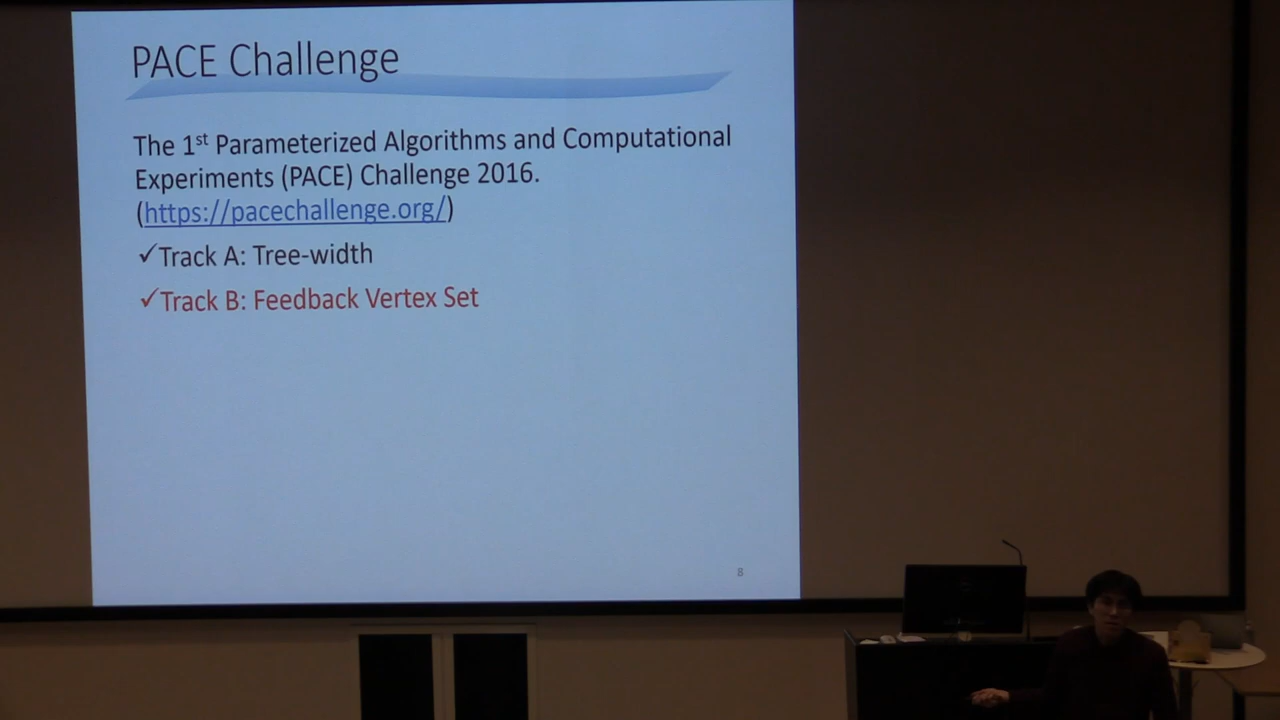 PACE Challenge
The 1st Parameterized Algorithms and Computational
Experiments (PACE) Challenge 2016.
(https://pacechallenge.org/)
✓Track A: Tree-width
✓Track B: Feedback Vertex Set
8